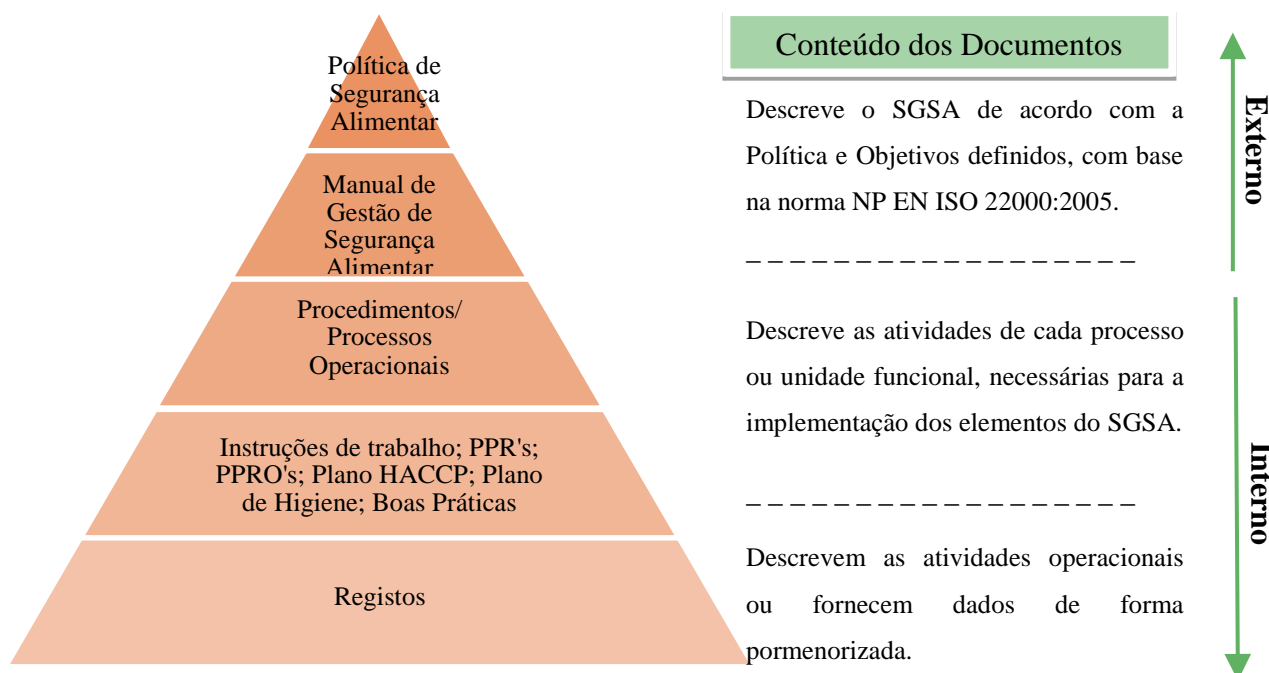 Política de
Segurança
Alimentar
Manual de
Gestão de
Segurança
Alimentar
Procedimentos/
Processos
Operacionais
Instruções de trabalho; PPR's;
PPRO's; Plano HACCP; Plano
de Higiene; Boas Práticas
Registos
Conteúdo dos Documentos
Descreve o SGSA de acordo com a
Política e Objetivos definidos, com base
na norma NP EN ISO 22000:2005.
_ _ _ _ _ _ _ _ _ _ _ _ _ _ _ _ _ _
Descreve as atividades de cada processo
ou unidade funcional, necessárias para a
implementação dos elementos do SGSA.
_ _ _ _ _ _ _ _ _ _ _ _ _ _ _ _ _ _
Descrevem as atividades operacionais
ou fornecem dados de forma
pormenorizada.
Externo
Interno